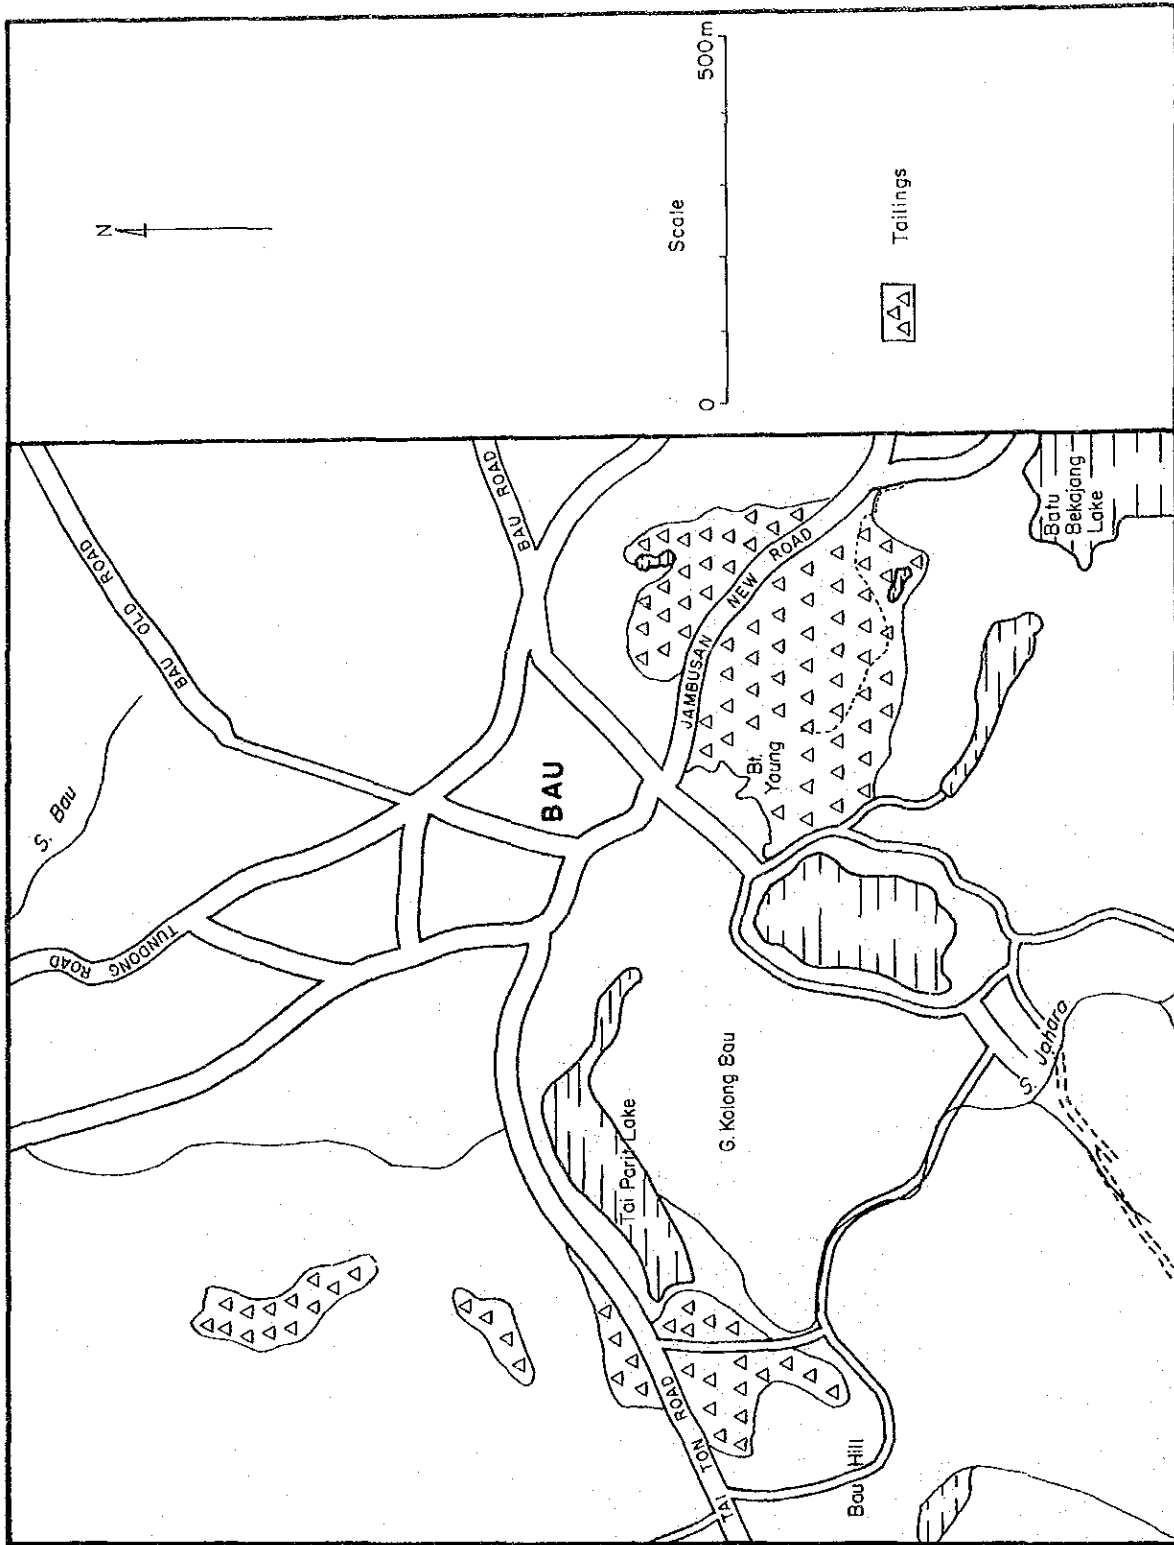 N
Scale
0
500m
Tailings
BAU OLD ROAD
S. Bau
TUNDONG
ROAD
BAU ROAD
BAU
JAMBUSAN NEW ROAD
Bt.
Young
Batu
Bekajang
Lake
Tai Parit Lake
G. Kolong Bau
S. Johara
TAI TON ROAD
Bau Hill